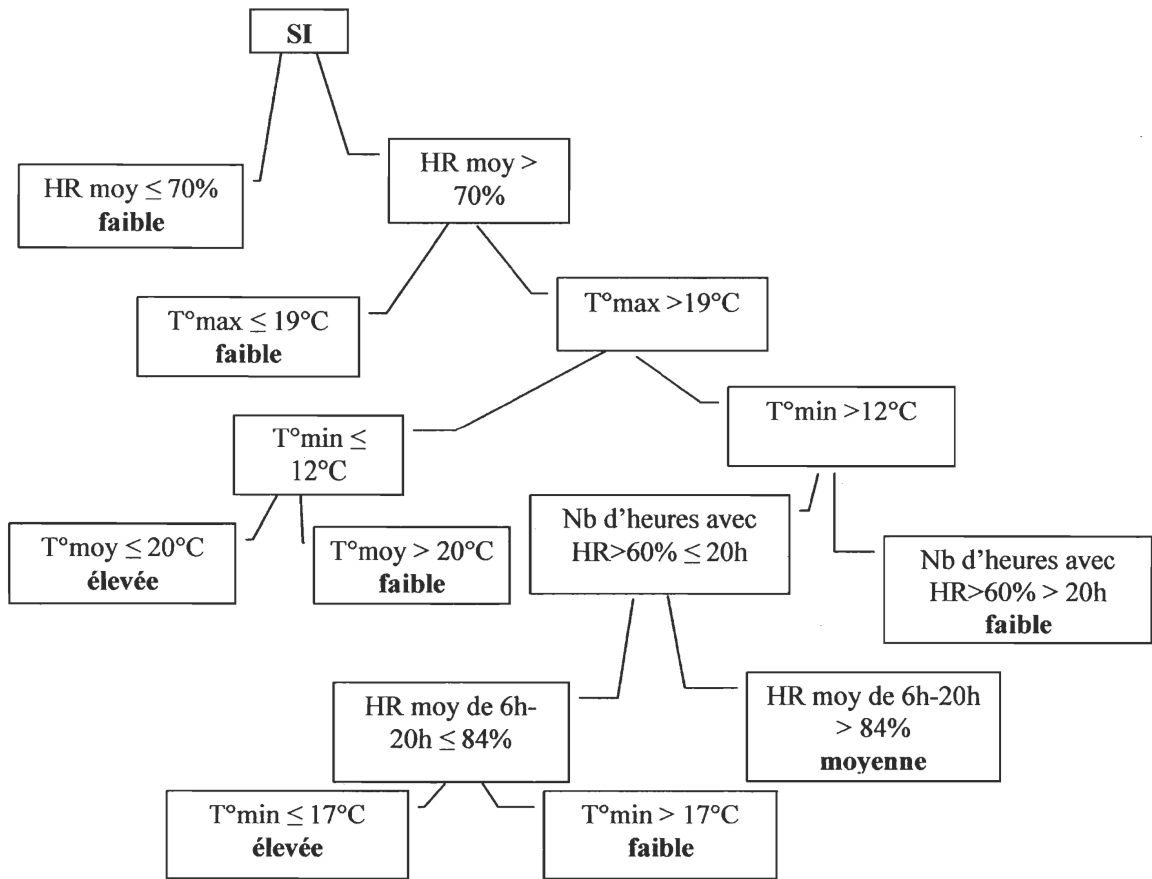 SI
HR moy ≤ 70%
faible
HR moy >
70%
T°max ≤ 19°C
faible
T°max >19°C
T°min ≤
12°C
T°min >12°C
T°moy ≤ 20°C
élevée
T°moy > 20°C
faible
Nb d'heures avec
HR>60% ≤ 20h
Nb d'heures avec
HR>60% > 20h
faible
HR moy de 6h-
20h ≤ 84%
HR moy de 6h-20h
> 84%
moyenne
T°min ≤ 17°C
élevée
T°min > 17°C
faible